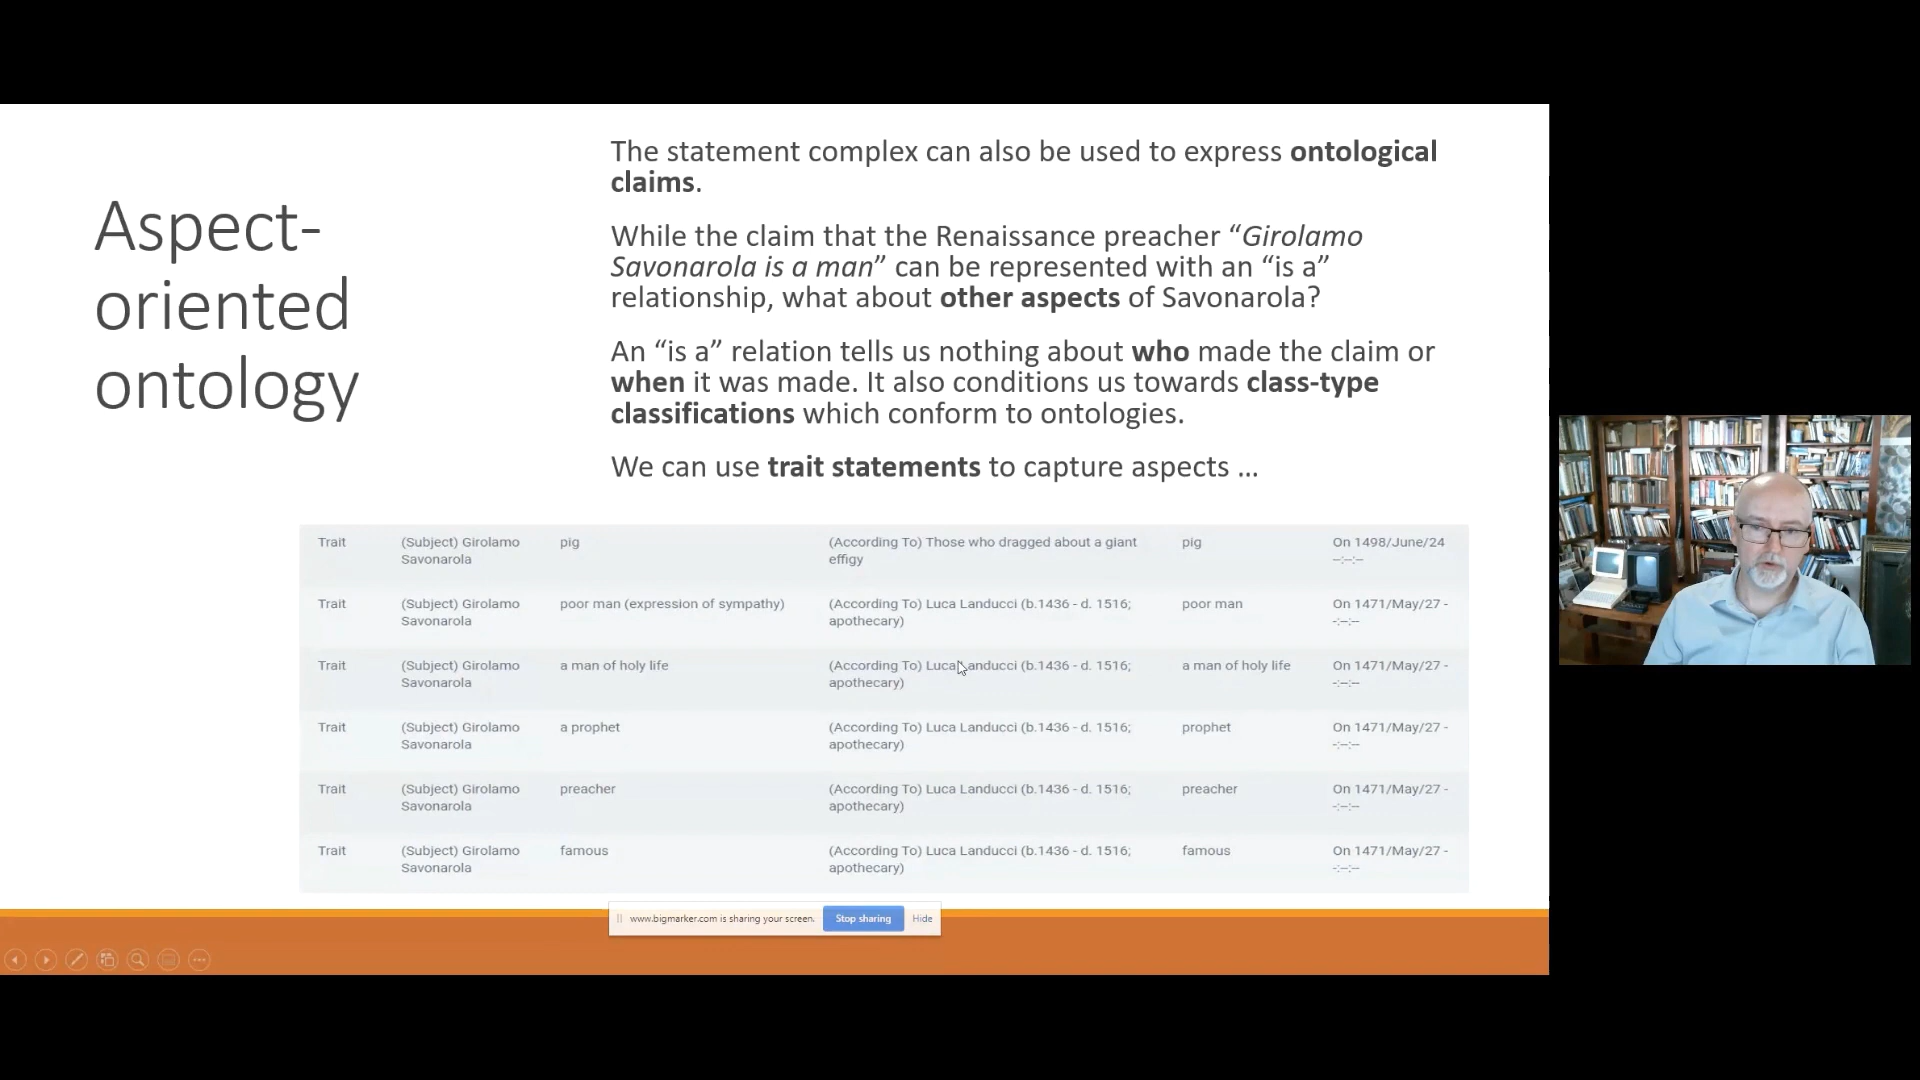 Aspect-
oriented
ontology
The statement complex can also be used to express ontological
claims.
While the claim that the Renaissance preacher “Girolamo
Savonarola is a man” can be represented with an “is a”
relationship, what about other aspects of Savonarola?
An “is a” relation tells us nothing about who made the claim or
when it was made. It also conditions us towards class-type
classifications which conform to ontologies.
We can use trait statements to capture aspects ...
Trait (Subject) Girolamo pig (According To) Those who dragged about a giant pig On 1498/June/24
Savonarola effigy --:--:--
Trait (Subject) Girolamo poor man (expression of sympathy) (According To) Luca Landucci (b.1436 - d. 1516; poor man On 1471/May/27 -
Savonarola apothecary) -:--:--
Trait (Subject) Girolamo a man of holy life (According To) Luca Landucci (b.1436 - d. 1516; a man of holy life On 1471/May/27 -
Savonarola apothecary) -:--:--
Trait (Subject) Girolamo a prophet (According To) Luca Landucci (b.1436 - d. 1516; prophet On 1471/May/27 -
Savonarola apothecary) -:--:--
Trait (Subject) Girolamo preacher (According To) Luca Landucci (b.1436 - d. 1516; preacher On 1471/May/27 -
Savonarola apothecary) -:--:--
Trait (Subject) Girolamo famous (According To) Luca Landucci (b.1436 - d. 1516; famous On 1471/May/27 -
Savonarola apothecary) -:--:--
www.bigmarker.com is sharing your screen. Stop sharing Hide